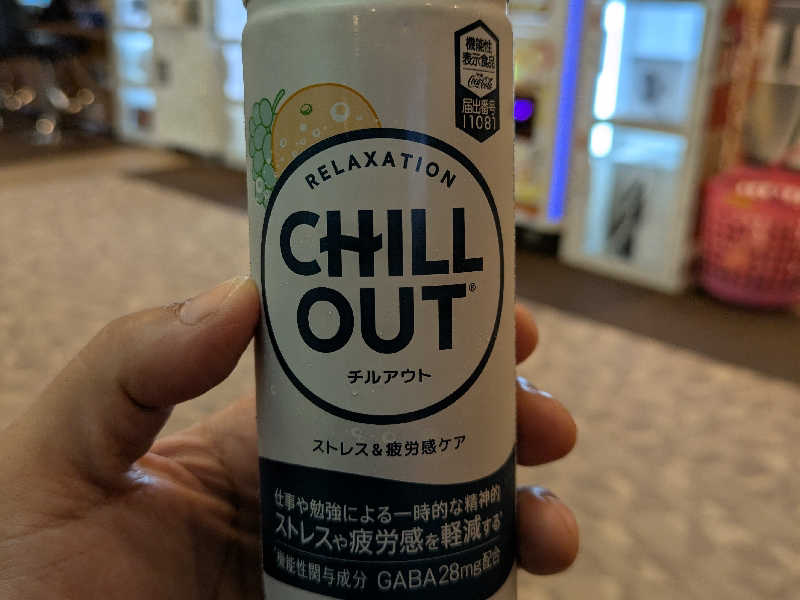 機能性
表示食品
Coca-Cola
届出番号
I1081
RELAXATION
CHILL
OUT®
チルアウト
ストレス&疲労感ケア
仕事や勉強による一時的な精神的
ストレスや疲労感を軽減する*
*機能性関与成分 GABA28mg配合